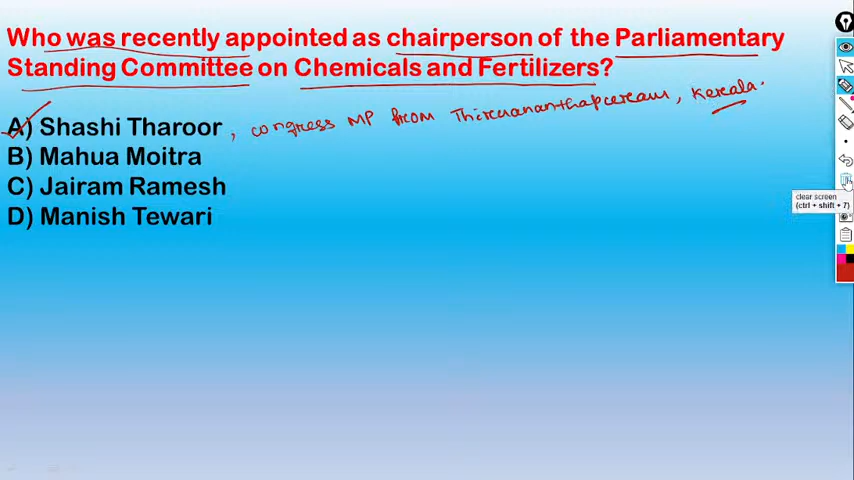 Who was recently appointed as chairperson of the Parliamentary
Standing Committee on Chemicals and Fertilizers?
A) Shashi Tharoor , congress MP from Thiruvananthapuram, Kerala.
B) Mahua Moitra
C) Jairam Ramesh
D) Manish Tewari
clear screen
(ctrl + shift + 7)